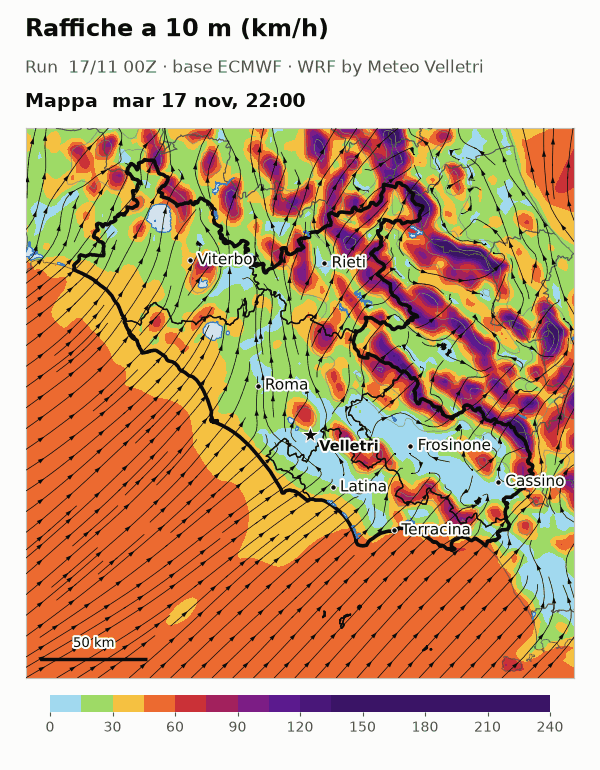 Raffiche a 10 m (km/h)
Run  17/11 00Z · base ECMWF · WRF by Meteo Velletri
Mappa  mar 17 nov, 22:00
Viterbo
Rieti
Roma
Velletri
Frosinone
Latina
Cassino
Terracina
50 km
0 30 60 90 120 150 180 210 240